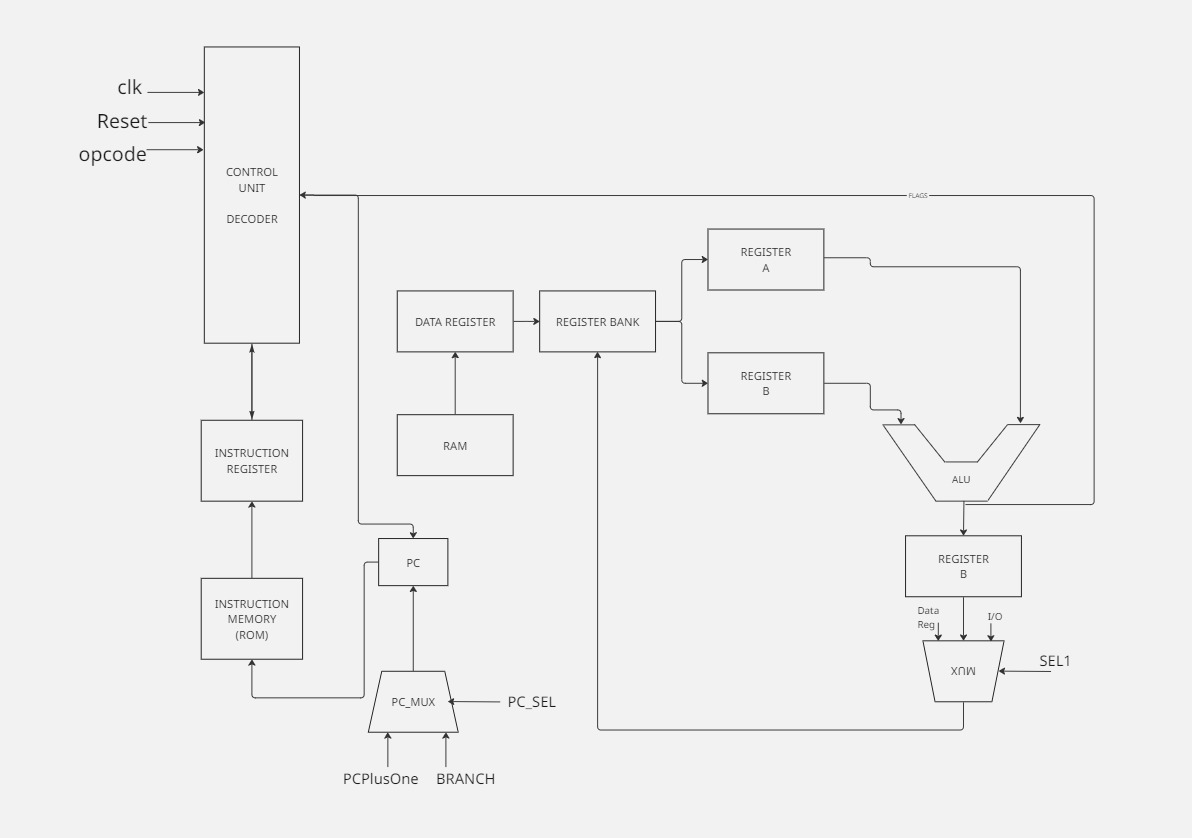 clk
Reset
opcode
CONTROL
UNIT
DECODER
FLAGS
REGISTER
A
DATA REGISTER
REGISTER BANK
REGISTER
B
RAM
ALU
INSTRUCTION
REGISTER
PC
REGISTER
B
INSTRUCTION
MEMORY
(ROM)
Data
Reg
I/O
MUX
SEL1
PC_MUX
PC_SEL
PCPlusOne
BRANCH